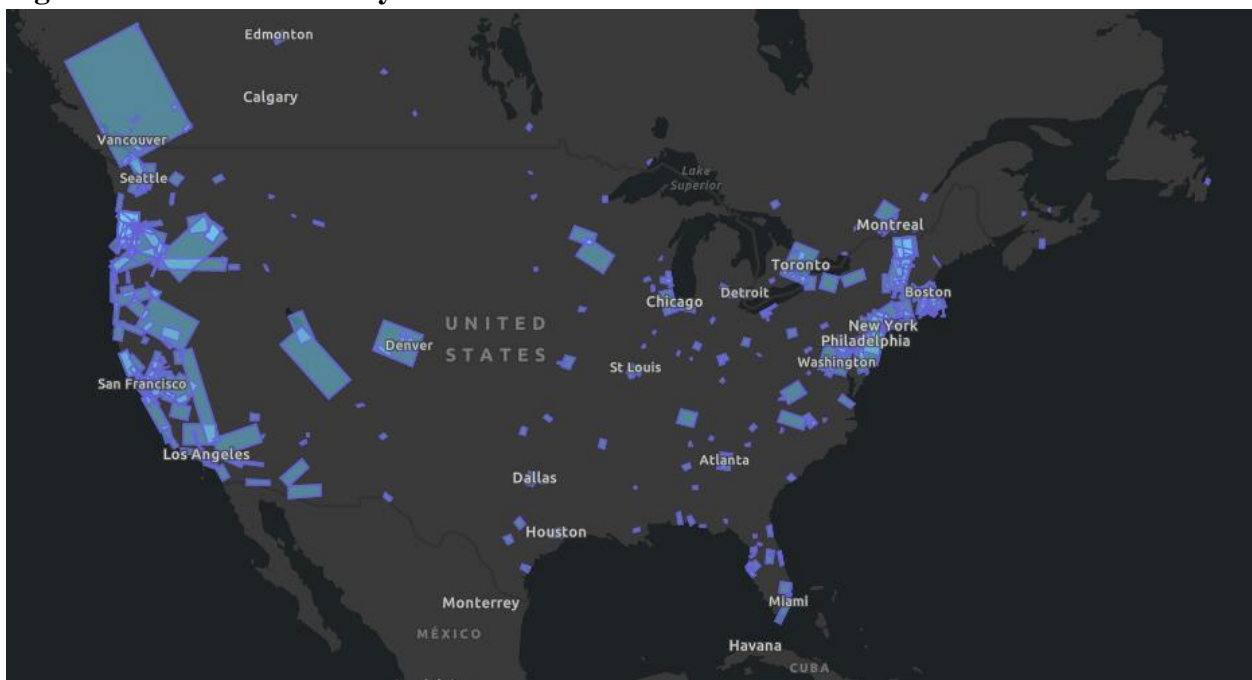 Edmonton
Calgary
Vancouver
Seattle
Lake
Superior
Montreal
Toronto
Boston
Chicago
Detroit
UNITED
New York
Denver
Philadelphia
STATES
Washington
St Louis
San Francisco
Los Angeles
Atlanta
Dallas
Houston
Monterrey
Miami
MÉXICO
Havana
CUBA